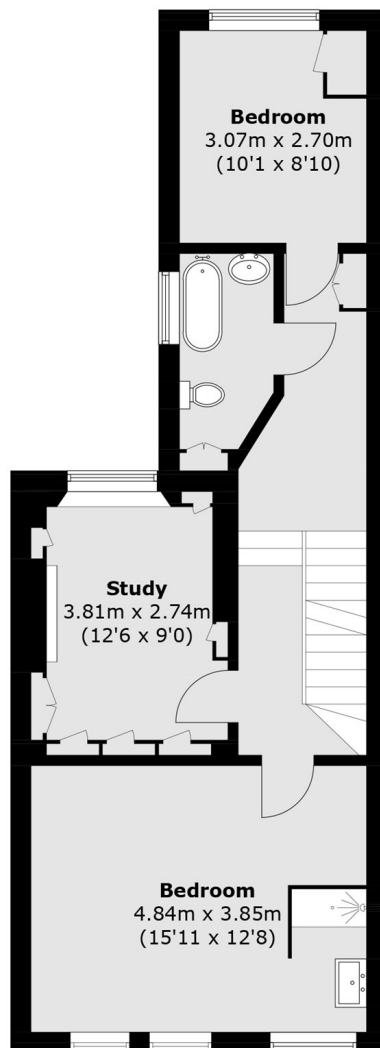 Bedroom
3.07m x 2.70m
(10'1 x 8'10)
Study
3.81m x 2.74m
(12'6 x 9'0)
Bedroom
4.84m x 3.85m
(15'11 x 12'8)